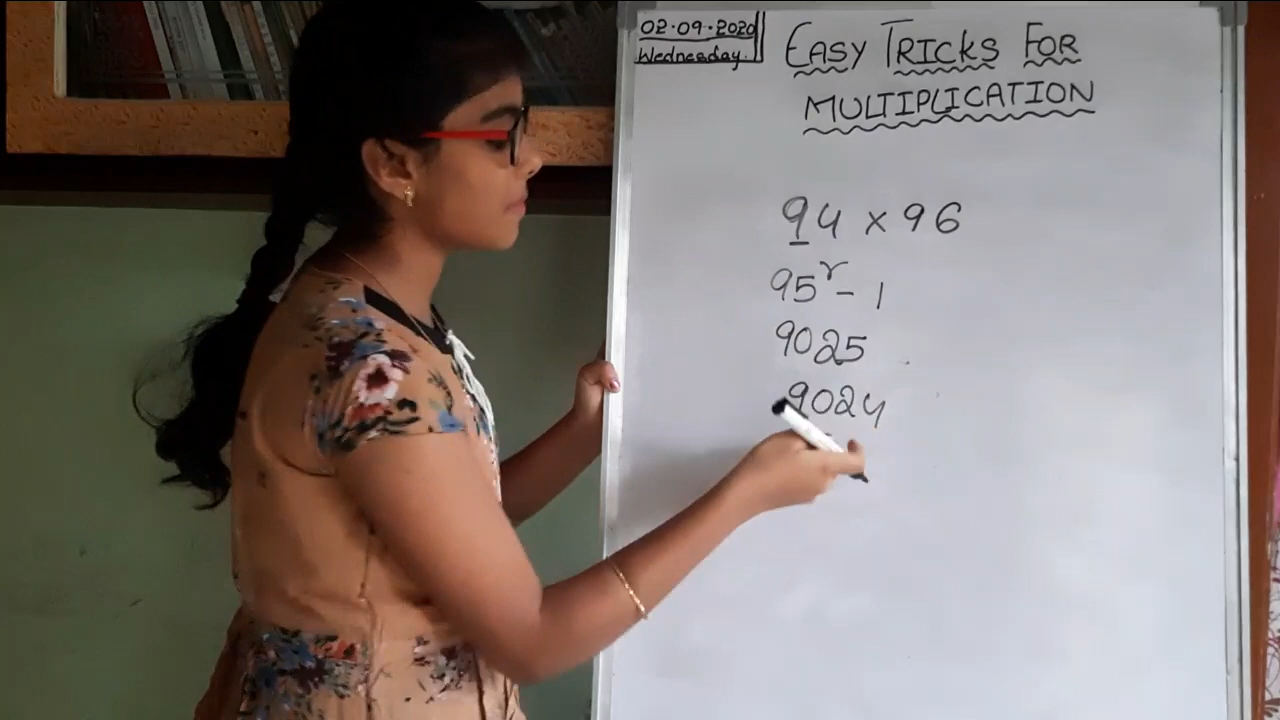 02.09.2020
Wednesday.
EASY TRICKS FOR
MULTIPLICATION
94 x 96
95² - 1
9025
9024